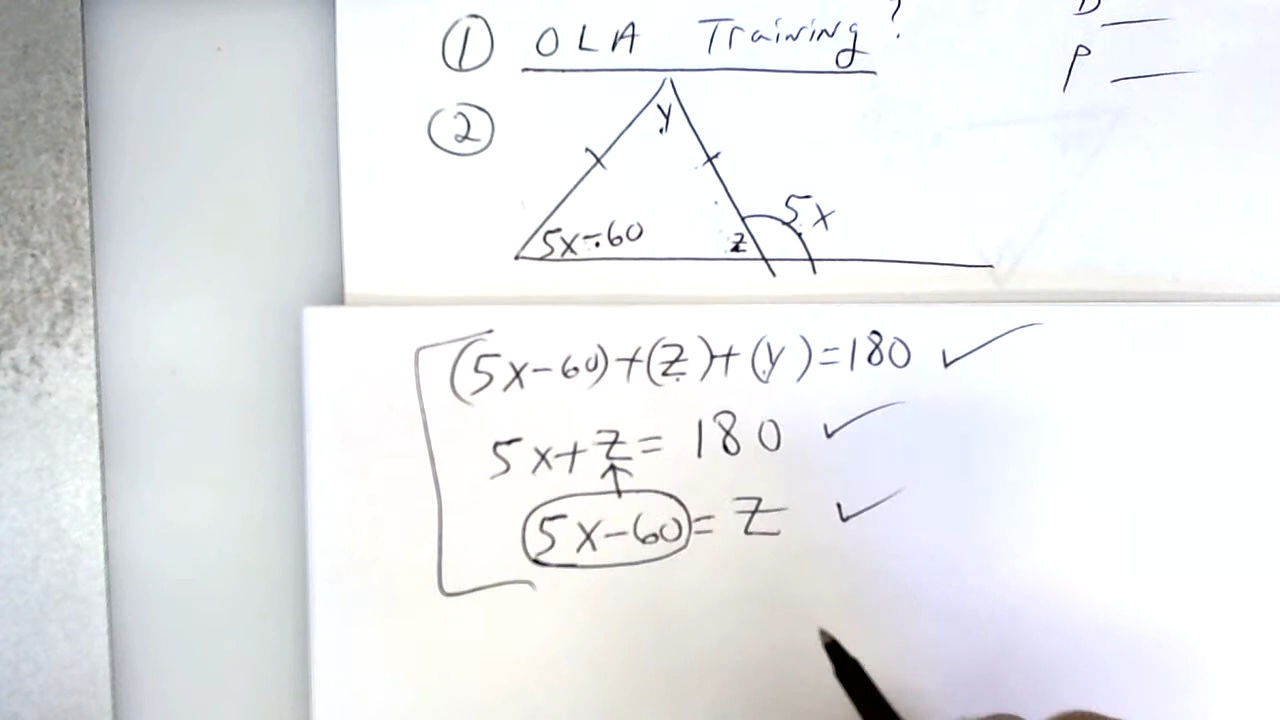 ① OLA Training?
D
P
②
y
5x
5x-60
z
(5x-60)+(z)+(y)=180
5x+z=180
5x-60=z